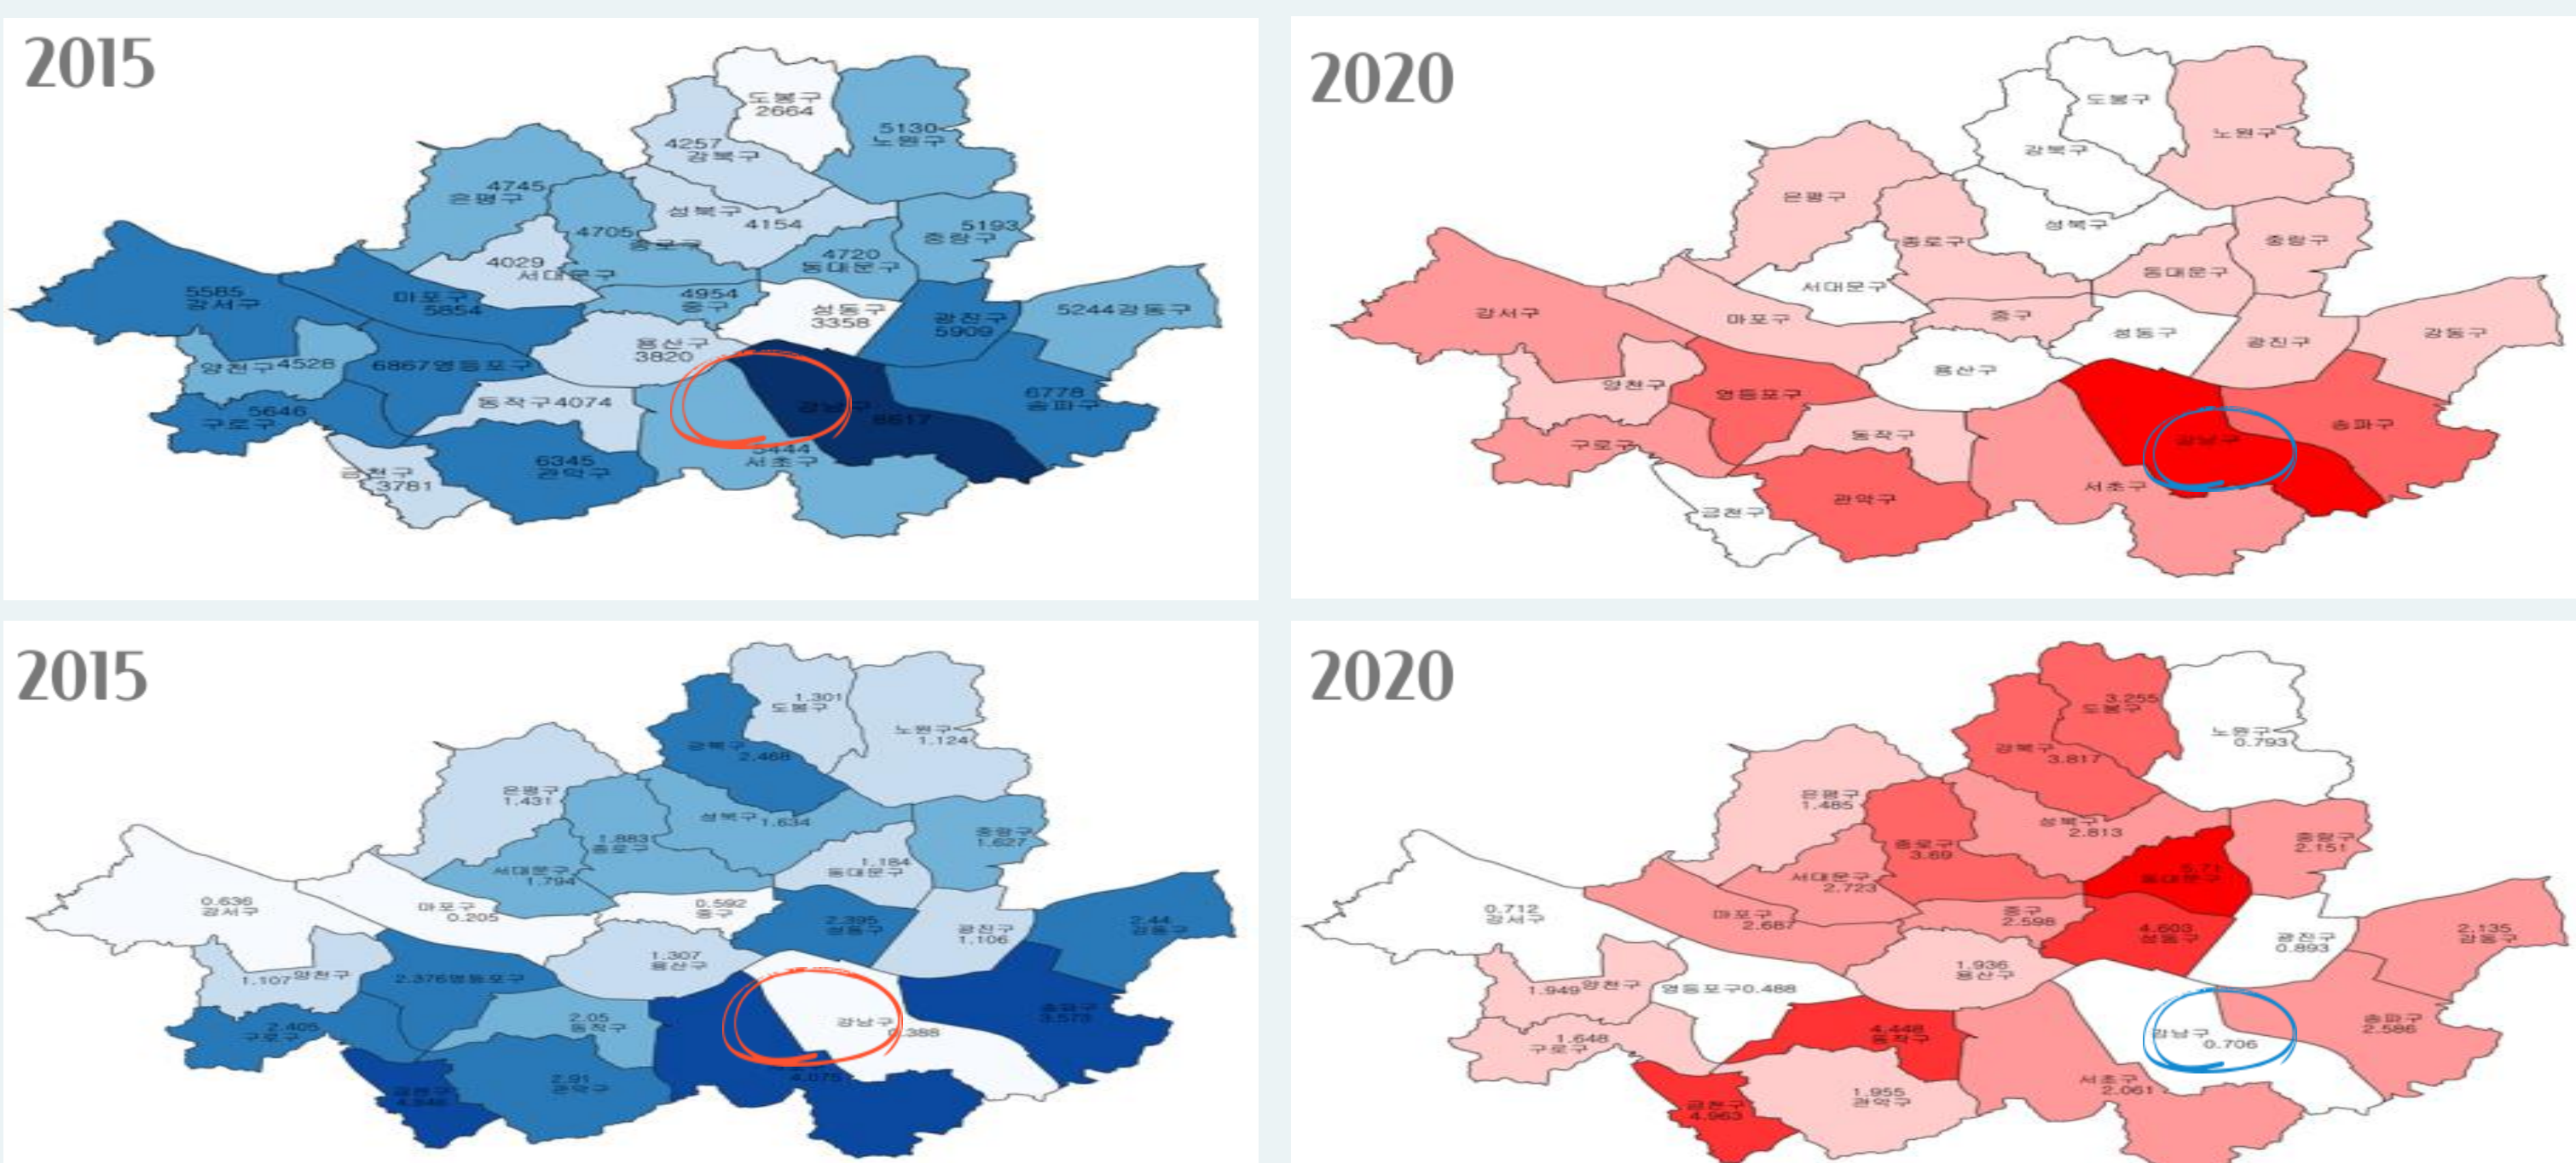 2015
도봉구
2664
5130
노원구
4257
강북구
4745
은평구
성북구
4154
4705
종로구
5193
중랑구
4720
동대문구
4029
서대문구
5585
강서구
마포구
5854
4954
중구
성동구
3358
광진구
5909
5244강동구
용산구
3820
양천구4528
6867영등포구
동작구4074
강남구
6778
송파구
5646
구로구
5444
서초구
6345
관악구
금천구
3781
2020
도봉구
노원구
강북구
은평구
성북구
종로구
중랑구
동대문구
서대문구
강서구
마포구
중구
성동구
광진구
강동구
용산구
양천구
영등포구
동작구
구로구
강남구
송파구
서초구
관악구
금천구
2015
1.301
도봉구
노원구
1.124
강북구
2.468
은평구
1.431
성북구1.634
1.883
종로구
중랑구
1.627
서대문구
1.794
1.184
동대문구
0.636
강서구
마포구
0.205
0.592
중구
2.395
성동구
광진구
1.106
2.44
강동구
1.307
용산구
1.107양천구
2.376영등포구
2.405
구로구
2.05
동작구
강남구
0.388
송파구
3.573
4.075
2.91
관악구
금천구
2020
3.255
도봉구
노원구
0.793
강북구
3.817
은평구
1.485
성북구
2.813
종로구
3.69
중랑구
2.151
서대문구
2.723
5.71
동대문구
0.712
강서구
마포구
2.687
중구
2.598
4.603
성동구
광진구
0.893
2.135
강동구
1.936
용산구
1.949양천구
영등포구0.488
1.648
구로구
4.448
동작구
강남구
0.706
송파구
2.586
서초구
2.061
1.955
관악구
금천구
4.963